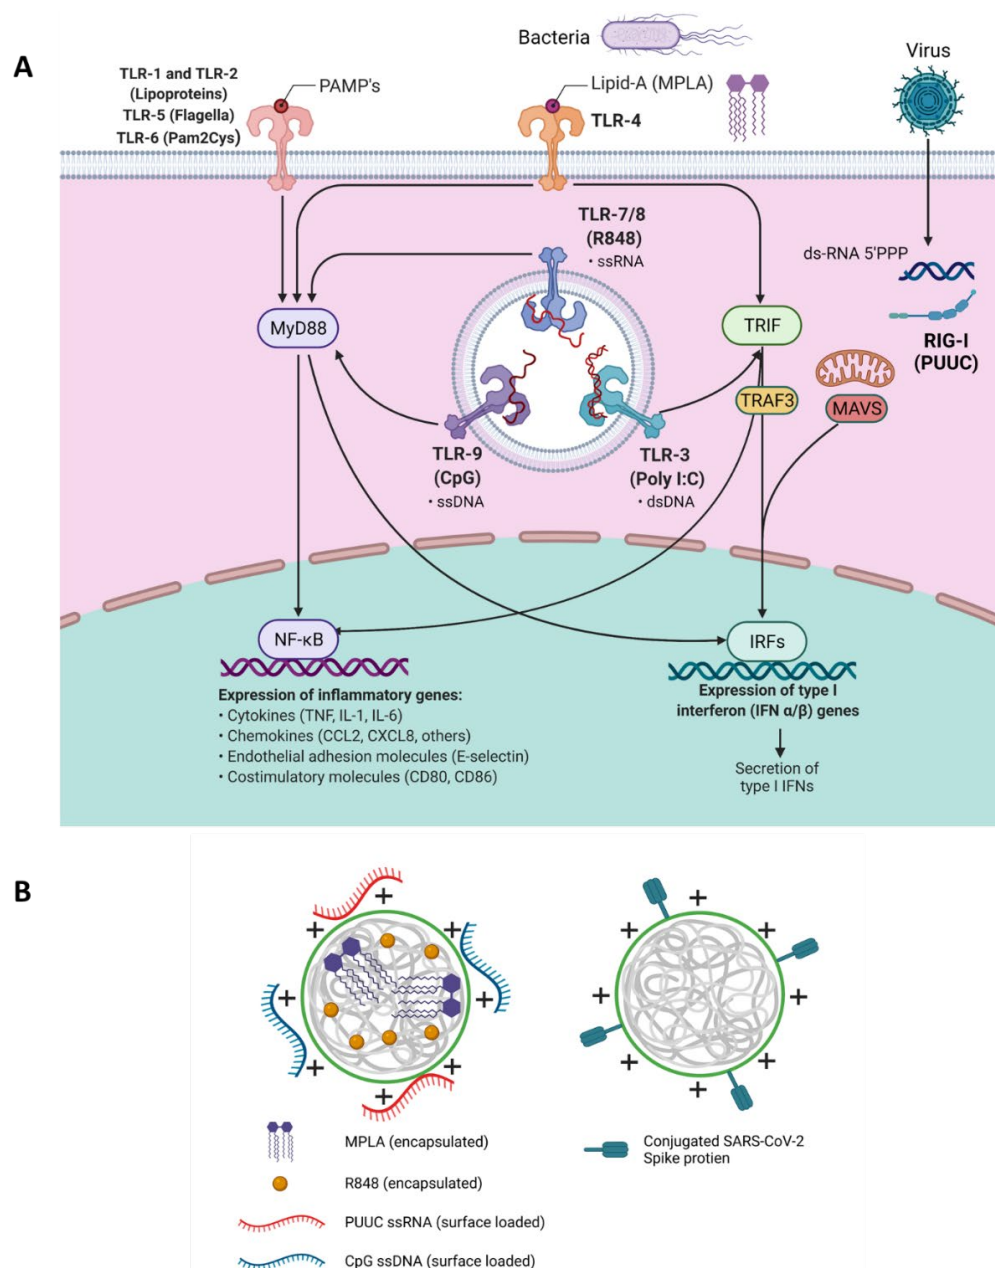 A
Bacteria
Virus
TLR-1 and TLR-2
(Lipoproteins)
TLR-5 (Flagella)
TLR-6 (Pam2Cys)
PAMP's
Lipid-A (MPLA)
TLR-4
TLR-7/8
(R848)
• ssRNA
ds-RNA 5'PPP
MyD88
TRIF
RIG-I
(PUUC)
TRAF3
MAVS
TLR-9
(CpG)
• ssDNA
TLR-3
(Poly I:C)
• dsDNA
NF-κB
IRFs
Expression of inflammatory genes:
• Cytokines (TNF, IL-1, IL-6)
• Chemokines (CCL2, CXCL8, others)
• Endothelial adhesion molecules (E-selectin)
• Costimulatory molecules (CD80, CD86)
Expression of type I
interferon (IFN α/β) genes
Secretion of
type I IFNs
B
+ + + + + + + +
+ + + + + + + +
MPLA (encapsulated)
R848 (encapsulated)
PUUC ssRNA (surface loaded)
CpG ssDNA (surface loaded)
Conjugated SARS-CoV-2
Spike protien